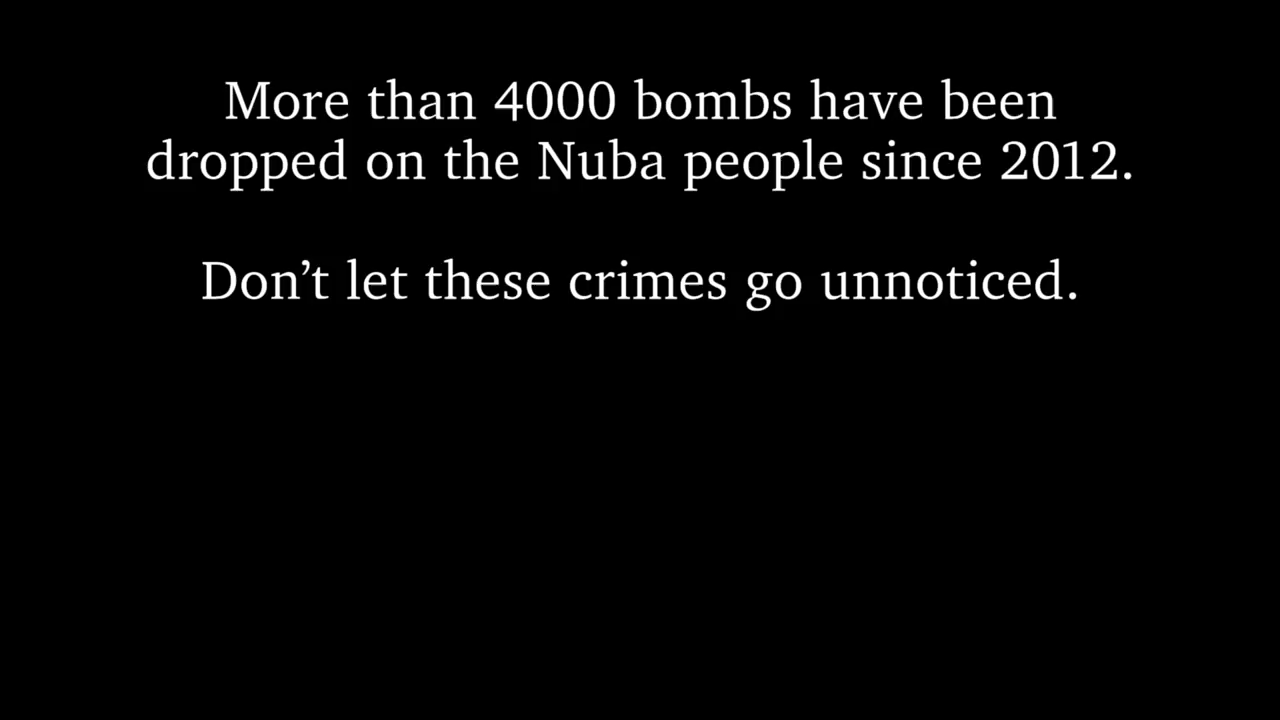 More than 4000 bombs have been
dropped on the Nuba people since 2012.
Don’t let these crimes go unnoticed.